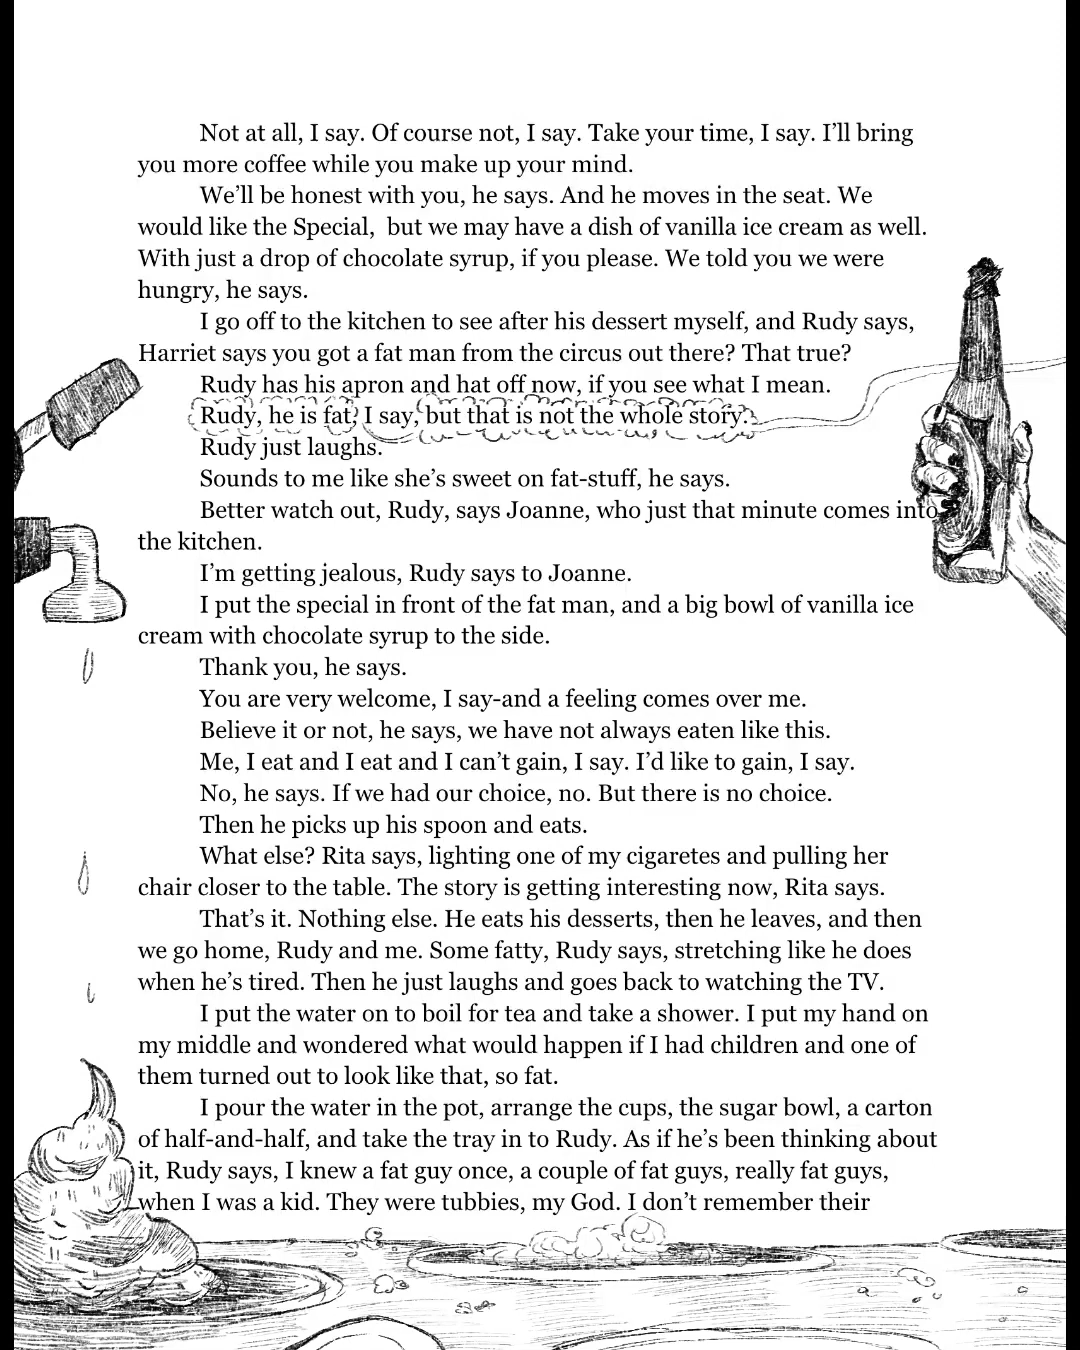 Not at all, I say. Of course not, I say. Take your time, I say. I’ll bring
you more coffee while you make up your mind.
We’ll be honest with you, he says. And he moves in the seat. We
would like the Special,  but we may have a dish of vanilla ice cream as well.
With just a drop of chocolate syrup, if you please. We told you we were
hungry, he says.
I go off to the kitchen to see after his dessert myself, and Rudy says,
Harriet says you got a fat man from the circus out there? That true?
Rudy has his apron and hat off now, if you see what I mean.
Rudy, he is fat, I say, but that is not the whole story.
Rudy just laughs.
Sounds to me like she’s sweet on fat-stuff, he says.
Better watch out, Rudy, says Joanne, who just that minute comes into
the kitchen.
I’m getting jealous, Rudy says to Joanne.
I put the special in front of the fat man, and a big bowl of vanilla ice
cream with chocolate syrup to the side.
Thank you, he says.
You are very welcome, I say-and a feeling comes over me.
Believe it or not, he says, we have not always eaten like this.
Me, I eat and I eat and I can’t gain, I say. I’d like to gain, I say.
No, he says. If we had our choice, no. But there is no choice.
Then he picks up his spoon and eats.
What else? Rita says, lighting one of my cigaretes and pulling her
chair closer to the table. The story is getting interesting now, Rita says.
That’s it. Nothing else. He eats his desserts, then he leaves, and then
we go home, Rudy and me. Some fatty, Rudy says, stretching like he does
when he’s tired. Then he just laughs and goes back to watching the TV.
I put the water on to boil for tea and take a shower. I put my hand on
my middle and wondered what would happen if I had children and one of
them turned out to look like that, so fat.
I pour the water in the pot, arrange the cups, the sugar bowl, a carton
of half-and-half, and take the tray in to Rudy. As if he’s been thinking about
it, Rudy says, I knew a fat guy once, a couple of fat guys, really fat guys,
when I was a kid. They were tubbies, my God. I don’t remember their